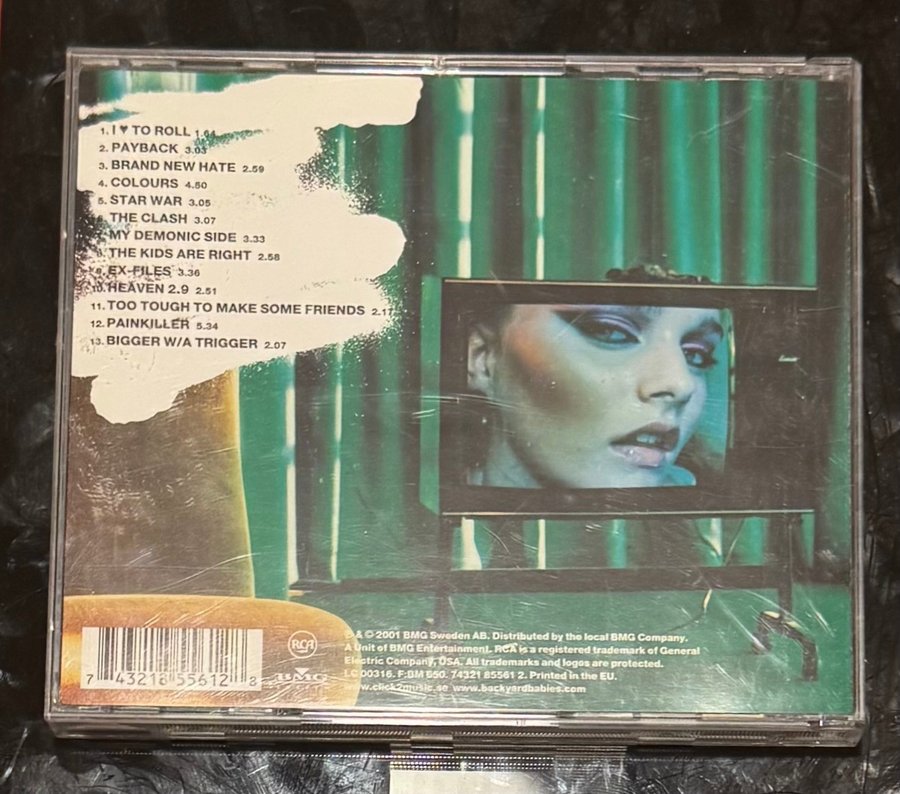 1. I ♥ TO ROLL 1.64
2. PAYBACK 3.03
3. BRAND NEW HATE 2.59
4. COLOURS 4.50
5. STAR WAR 3.05
6. THE CLASH 3.07
7. MY DEMONIC SIDE 3.33
8. THE KIDS ARE RIGHT 2.58
9. EX-FILES 3.36
10. HEAVEN 2.9 2.51
11. TOO TOUGH TO MAKE SOME FRIENDS 2.17
12. PAINKILLER 5.34
13. BIGGER W/A TRIGGER 2.07
7 43218 55612 2
RCA
BMG
℗ & © 2001 BMG Sweden AB. Distributed by the local BMG Company.
A Unit of BMG Entertainment. RCA is a registered trademark of General
Electric Company, USA. All trademarks and logos are protected.
LC 00316. F:BM 650. 74321 85561 2. Printed in the EU.
www.click2music.se www.backyardbabies.com